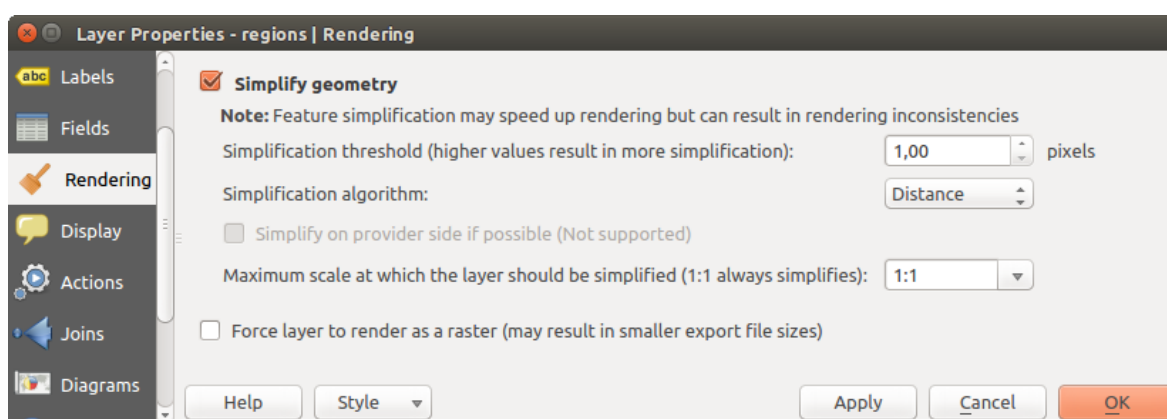 Layer Properties - regions | Rendering
abc Labels
Fields
Rendering
Display
Actions
Joins
Diagrams
Simplify geometry
Note: Feature simplification may speed up rendering but can result in rendering inconsistencies
Simplification threshold (higher values result in more simplification): 1,00 pixels
Simplification algorithm: Distance
Simplify on provider side if possible (Not supported)
Maximum scale at which the layer should be simplified (1:1 always simplifies): 1:1
Force layer to render as a raster (may result in smaller export file sizes)
Help Style Apply Cancel OK